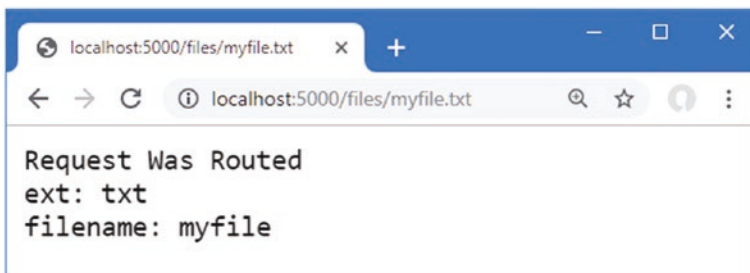 localhost:5000/files/myfile.txt
localhost:5000/files/myfile.txt
Request Was Routed
ext: txt
filename: myfile